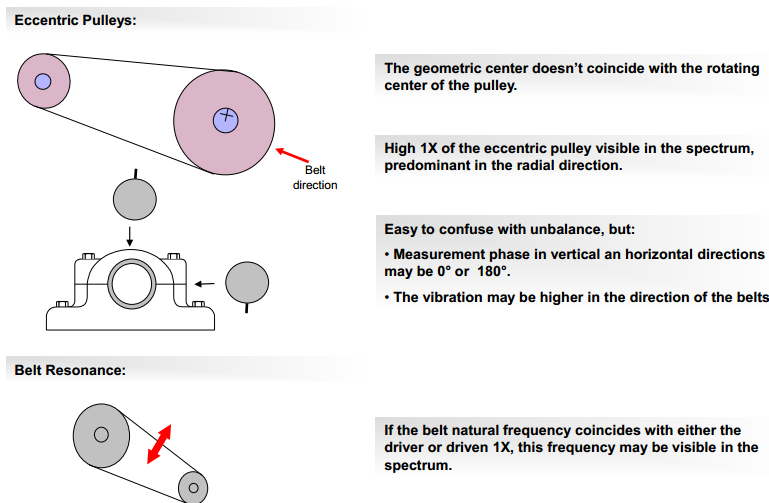 Eccentric Pulleys:
The geometric center doesn’t coincide with the rotating
center of the pulley.
High 1X of the eccentric pulley visible in the spectrum,
predominant in the radial direction.
Belt
direction
Easy to confuse with unbalance, but:
• Measurement phase in vertical an horizontal directions
may be 0° or 180°.
• The vibration may be higher in the direction of the belts
Belt Resonance:
If the belt natural frequency coincides with either the
driver or driven 1X, this frequency may be visible in the
spectrum.